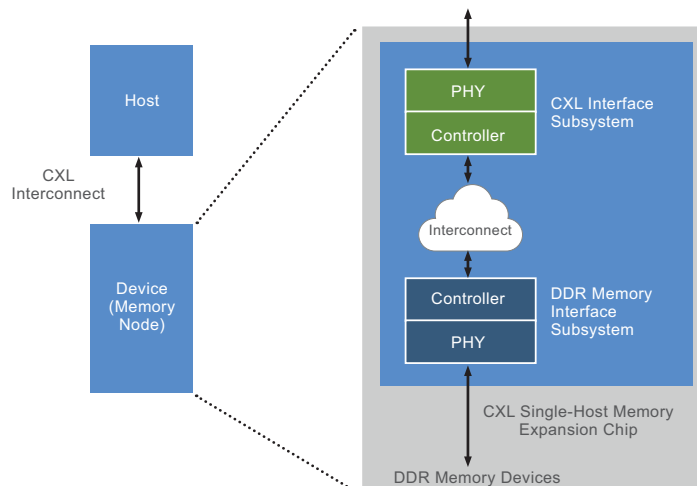 Host
CXL
Interconnect
Device
(Memory
Node)
PHY
Controller
CXL Interface
Subsystem
Interconnect
Controller
PHY
DDR Memory
Interface
Subsystem
CXL Single-Host Memory
Expansion Chip
DDR Memory Devices